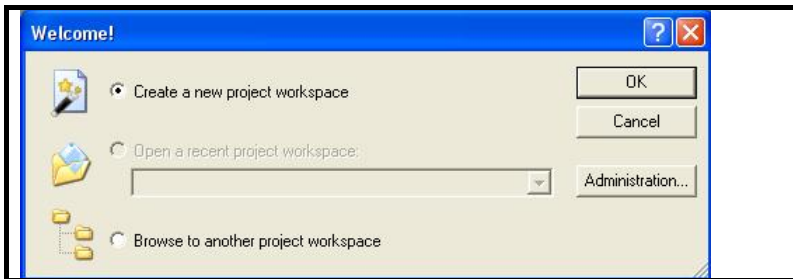 Welcome!
Create a new project workspace
OK
Cancel
Open a recent project workspace:
Administration...
Browse to another project workspace